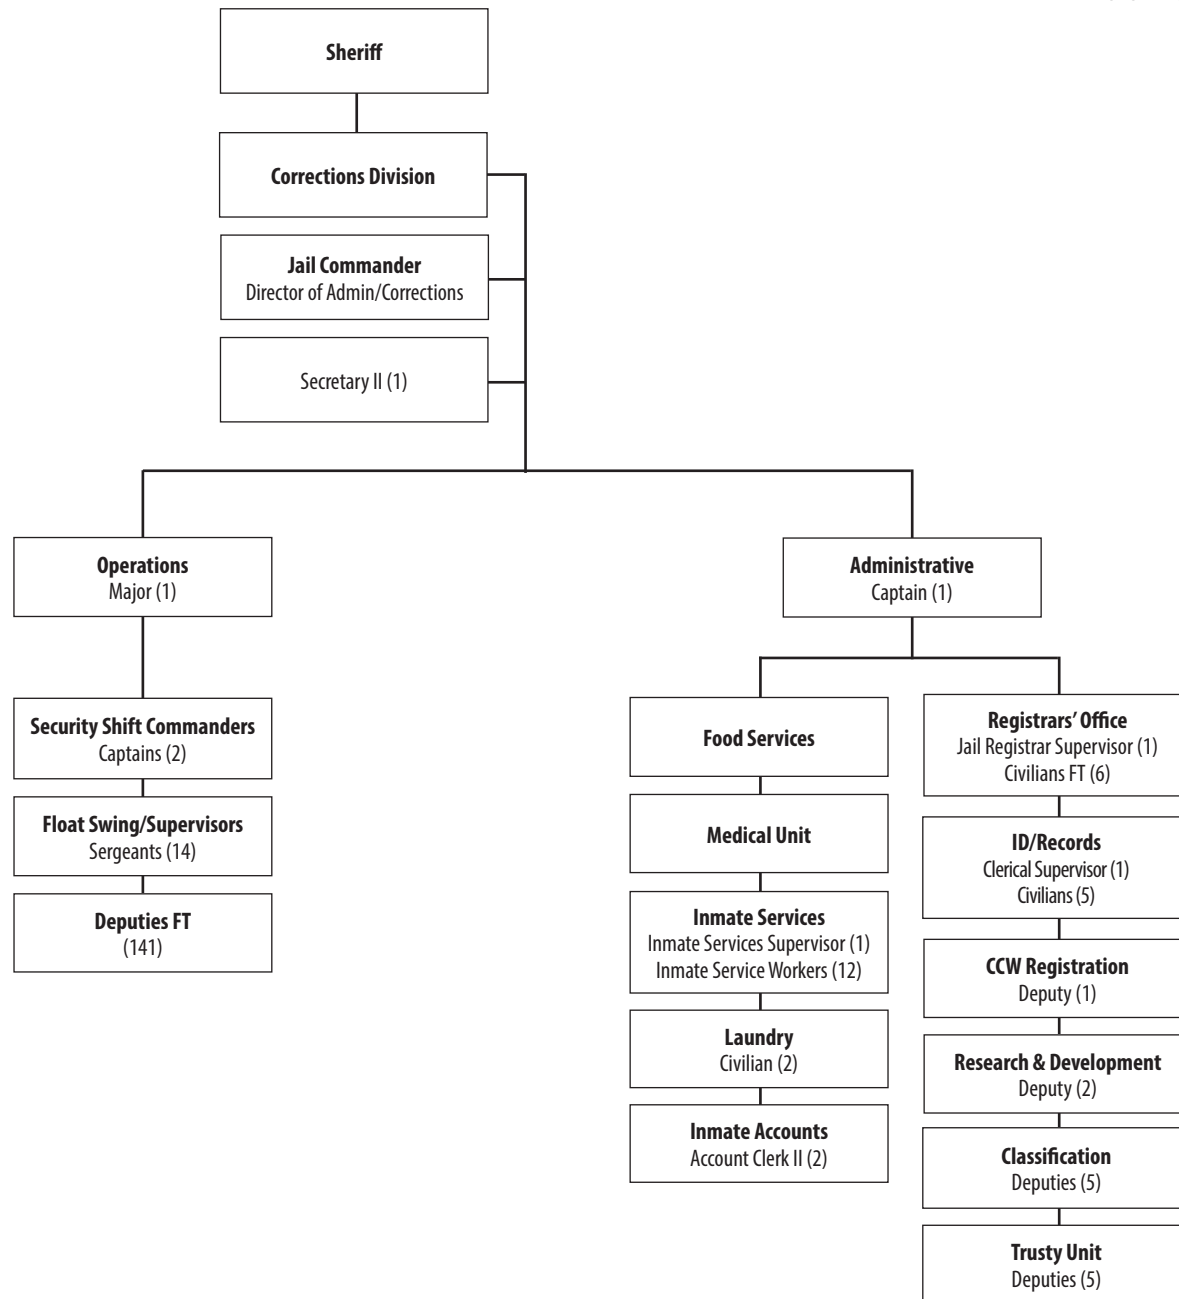 Sheriff
Corrections Division
Jail Commander
Director of Admin/Corrections
Secretary II (1)
Operations
Major (1)
Administrative
Captain (1)
Security Shift Commanders
Captains (2)
Float Swing/Supervisors
Sergeants (14)
Deputies FT
(141)
Food Services
Medical Unit
Inmate Services
Inmate Services Supervisor (1)
Inmate Service Workers (12)
Laundry
Civilian (2)
Inmate Accounts
Account Clerk II (2)
Registrars’ Office
Jail Registrar Supervisor (1)
Civilians FT (6)
ID/Records
Clerical Supervisor (1)
Civilians (5)
CCW Registration
Deputy (1)
Research & Development
Deputy (2)
Classification
Deputies (5)
Trusty Unit
Deputies (5)